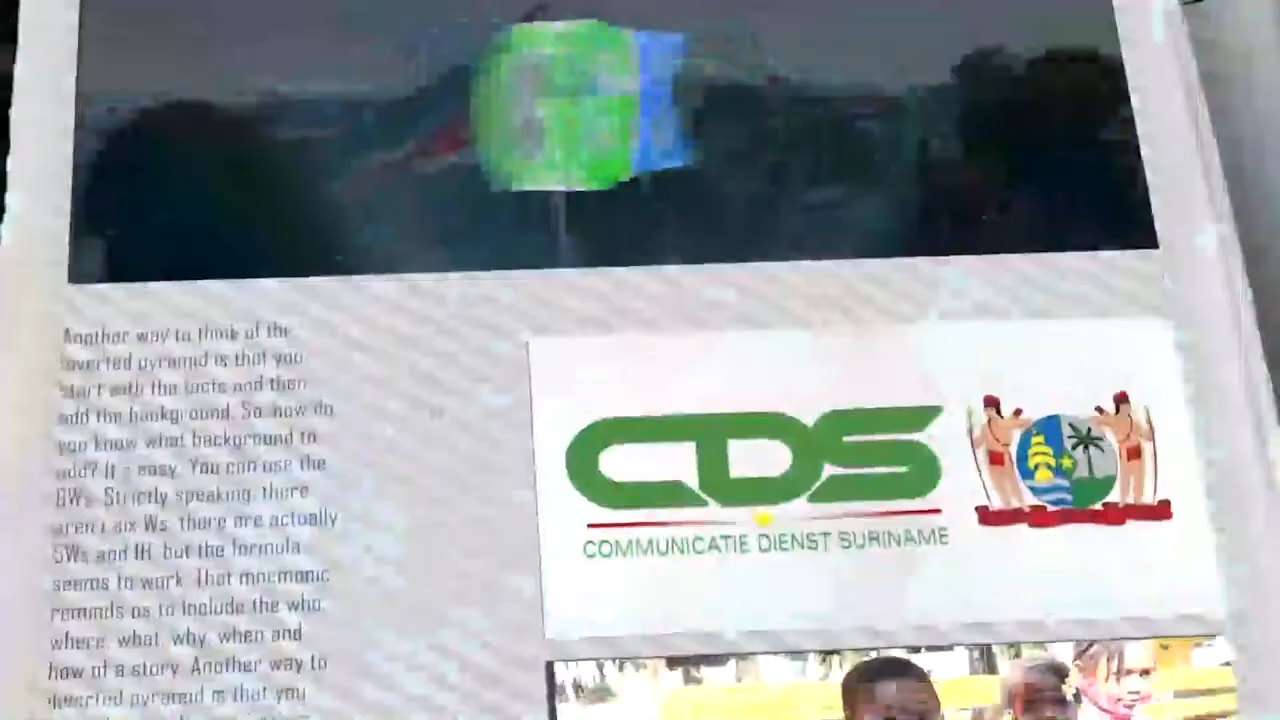 Another way to think of the
inverted pyramid is that you
start with the facts and then
add the background. So, how do
you know what background to
add? It's easy. You can use the
6Ws. Strictly speaking, there
aren't six Ws, there are actually
5Ws and 1H, but the formula
seems to work. That mnemonic
reminds us to include the who,
where, what, why, when and
how of a story. Another way to
inverted pyramid is that you
CDS
COMMUNICATIE DIENST SURINAME